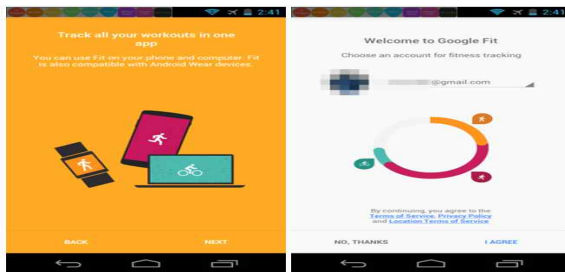 2:41
Track all your workouts in one
app
You can use Fit on your phone and computer. Fit
is also compatible with Android Wear devices.
BACK
NEXT
2:41
Welcome to Google Fit
Choose an account for fitness tracking
@gmail.com
By continuing, you agree to the
Terms of Service, Privacy Policy
and Location Terms of Service
NO, THANKS
I AGREE